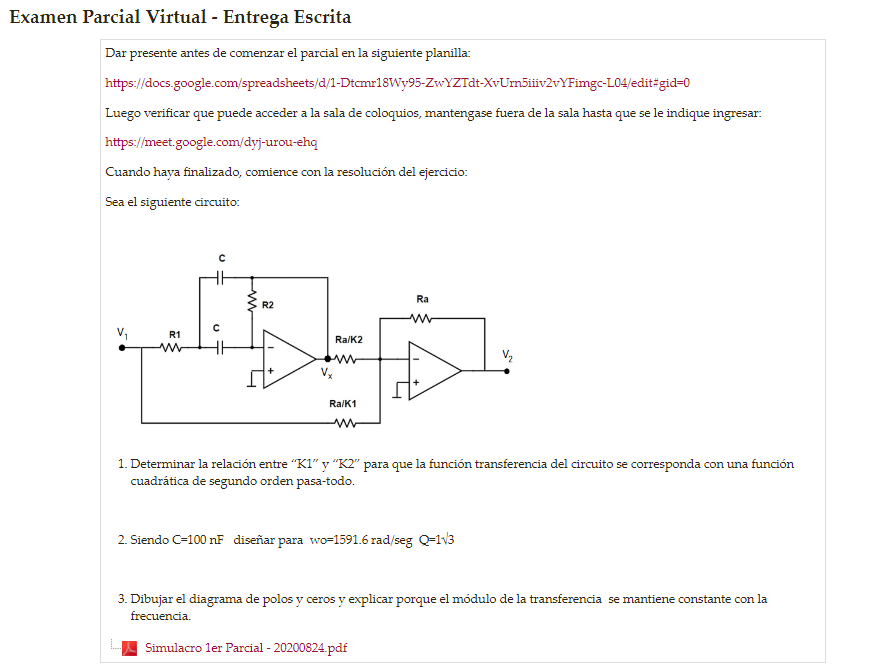 Examen Parcial Virtual - Entrega Escrita
Dar presente antes de comenzar el parcial en la siguiente planilla:
https://docs.google.com/spreadsheets/d/1-Dtcmr18Wy95-ZwYZTdt-XvUrn5iiiv2vYFimgc-L04/edit#gid=0
Luego verificar que puede acceder a la sala de coloquios, mantengase fuera de la sala hasta que se le indique ingresar:
https://meet.google.com/dyj-urou-ehq
Cuando haya finalizado, comience con la resolución del ejercicio:
Sea el siguiente circuito:
C
R2
Ra
V1
R1
C
Ra/K2
V2
-
+
Vx
-
+
Ra/K1
1. Determinar la relación entre "K1" y "K2" para que la función transferencia del circuito se corresponda con una función
cuadrática de segundo orden pasa-todo.
2. Siendo C=100 nF diseñar para wo=1591.6 rad/seg Q=1√3
3. Dibujar el diagrama de polos y ceros y explicar porque el módulo de la transferencia se mantiene constante con la
frecuencia.
Simulacro 1er Parcial - 20200824.pdf